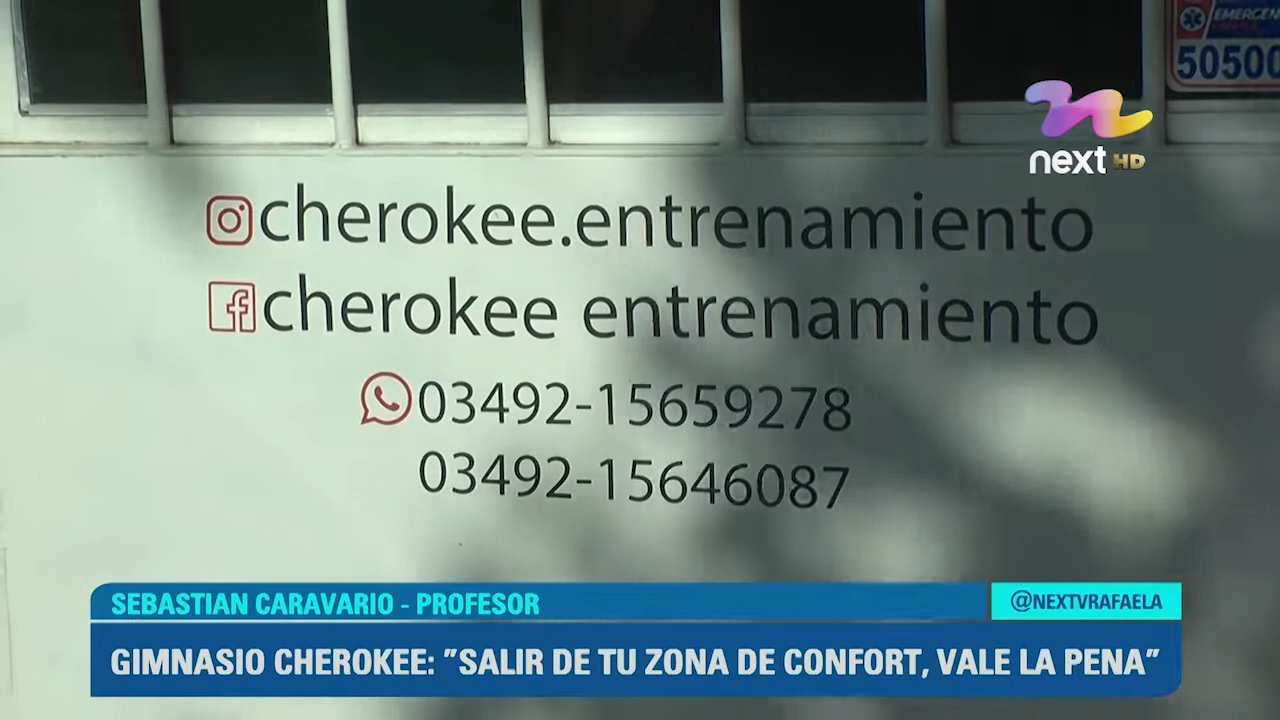 50500
next HD
cherokee.entrenamiento
cherokee entrenamiento
03492-15659278
03492-15646087
SEBASTIAN CARAVARIO - PROFESOR
@NEXTVRAFAELA
GIMNASIO CHEROKEE: "SALIR DE TU ZONA DE CONFORT, VALE LA PENA"